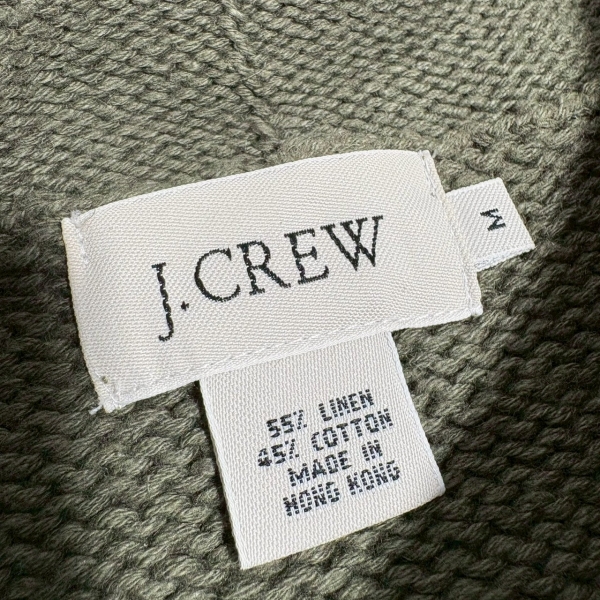 J.CREW
M
55% LINEN
45% COTTON
MADE IN
HONG KONG